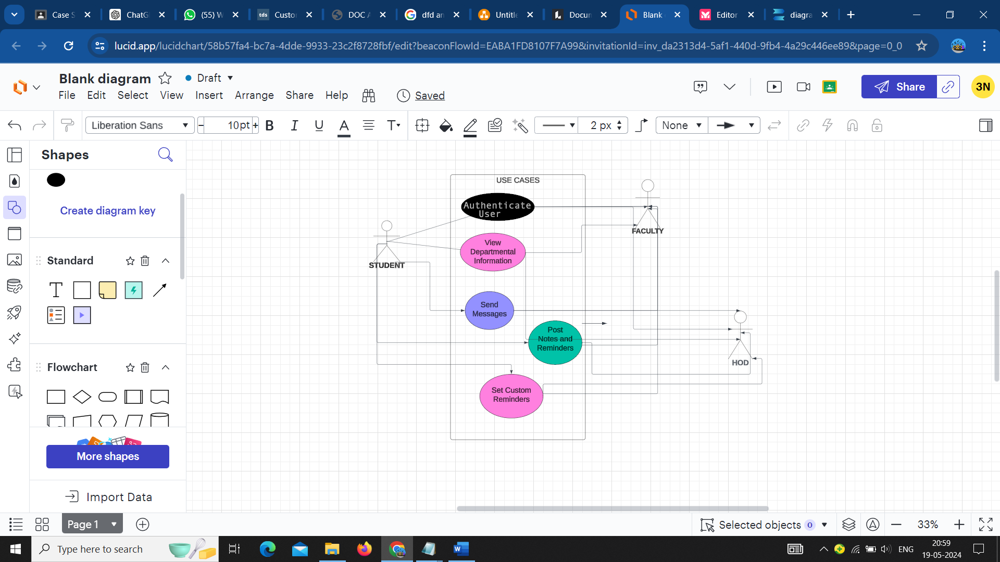 Case S
ChatG
(55) W
tds
Custo
DOC A
dfd an
Untitle
Docun
Blank
Editor
diagra
lucid.app/lucidchart/58b57fa4-bc7a-4dde-9933-23c2f8728fbf/edit?beaconFlowId=EABA1FD8107F7A99&invitationId=inv_da2313d4-5af1-440d-9fb4-4a29c446ee89&page=0_0
Blank diagram
Draft
File Edit Select View Insert Arrange Share Help
Saved
Share
3N
Liberation Sans
10pt
B I U A
2 px
None
Shapes
Create diagram key
Standard
Flowchart
More shapes
Import Data
USE CASES
Authenticate
User
View
Departmental
Information
Send
Messages
Post
Notes and
Reminders
Set Custom
Reminders
STUDENT
FACULTY
HOD
Page 1
Selected objects 0
33%
Type here to search
ENG
20:59
19-05-2024